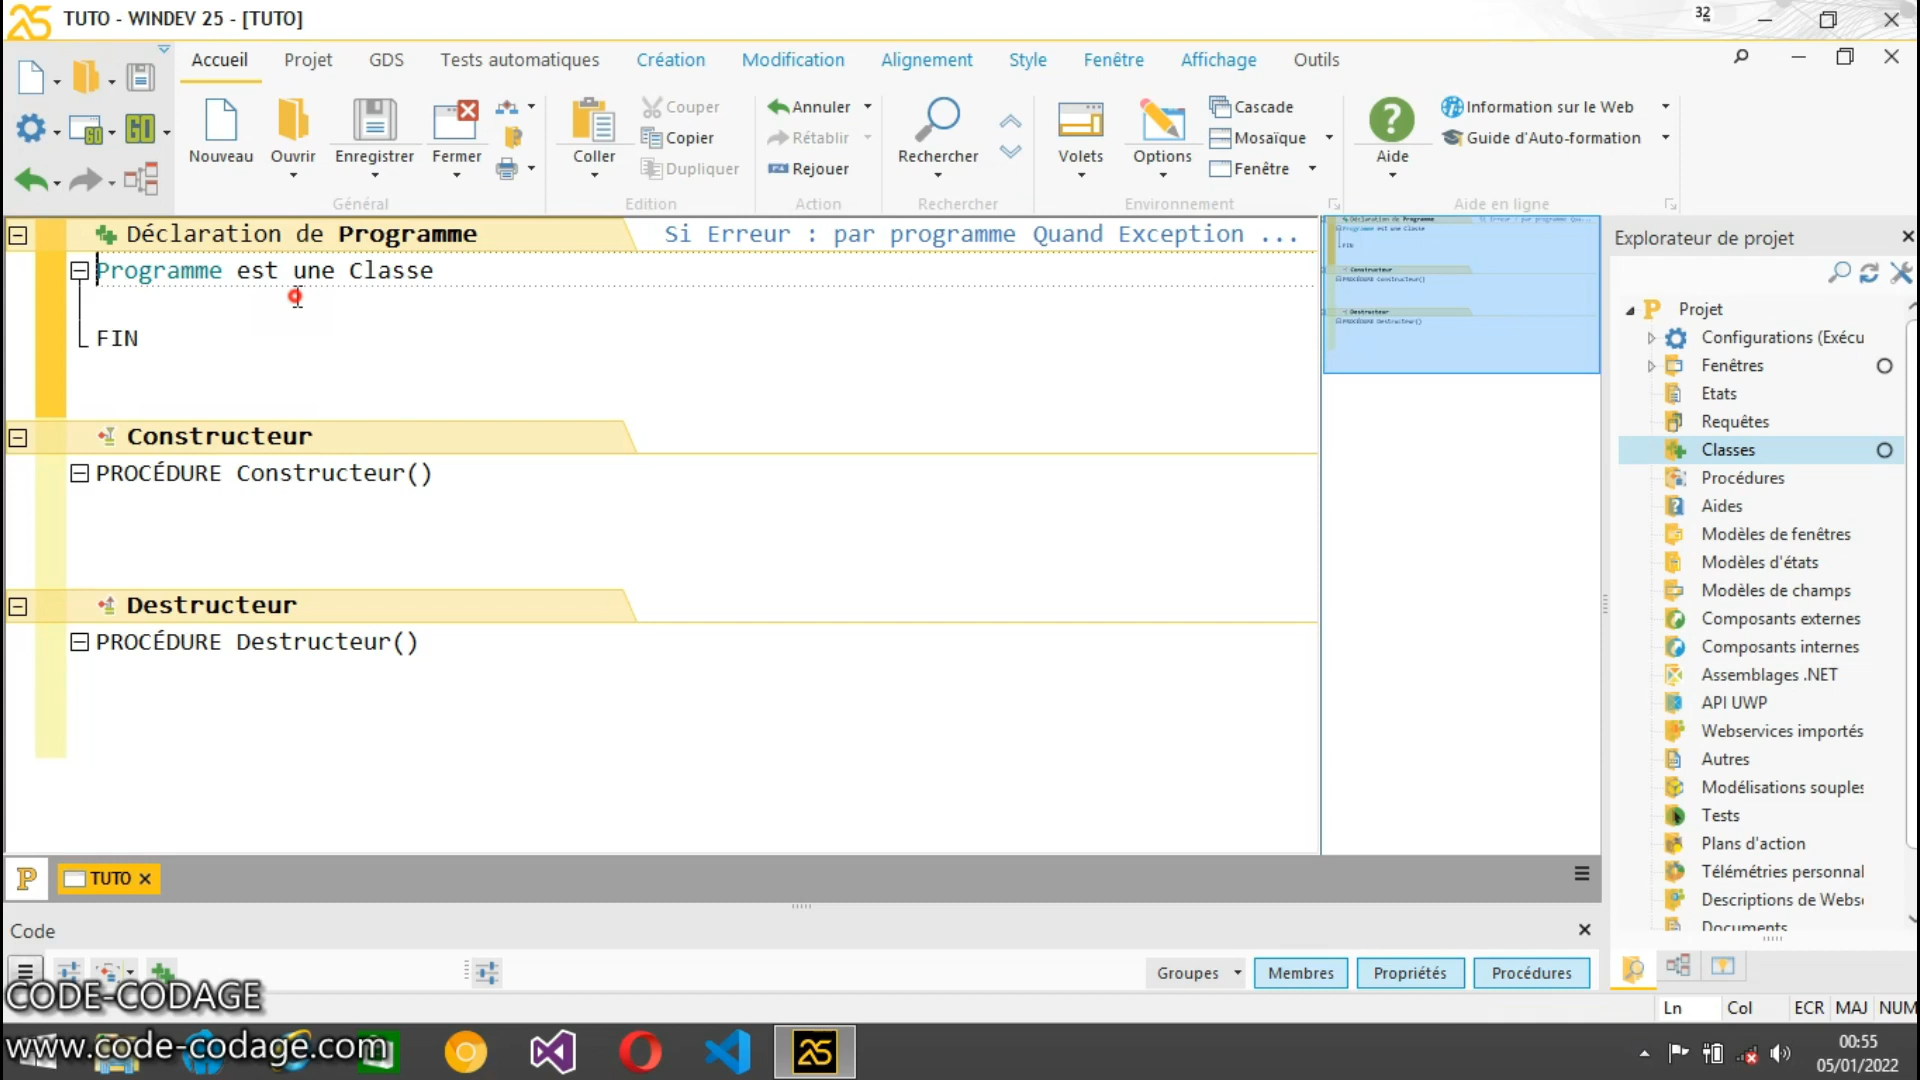 TUTO - WINDEV 25 - [TUTO]
32
Accueil Projet GDS Tests automatiques Création Modification Alignement Style Fenêtre Affichage Outils
Nouveau Ouvrir Enregistrer Fermer
Général
Coller
Couper
Copier
Dupliquer
Edition
Annuler
Rétablir
Rejouer
Action
Rechercher
Rechercher
Volets Options
Cascade
Mosaïque
Fenêtre
Environnement
Aide
Information sur le Web
Guide d'Auto-formation
Aide en ligne
Déclaration de Programme Si Erreur : par programme Quand Exception ...
Programme est une Classe
FIN
Constructeur
PROCÉDURE Constructeur()
Destructeur
PROCÉDURE Destructeur()
Explorateur de projet
Projet
Configurations (Exécu
Fenêtres
Etats
Requêtes
Classes
Procédures
Aides
Modèles de fenêtres
Modèles d'états
Modèles de champs
Composants externes
Composants internes
Assemblages .NET
API UWP
Webservices importés
Autres
Modélisations souples
Tests
Plans d'action
Télémétries personnal
Descriptions de Webse
Documents
TUTO
Code
Groupes Membres Propriétés Procédures
Ln Col ECR MAJ NUM
CODE-CODAGE
www.code-codage.com
00:55
05/01/2022